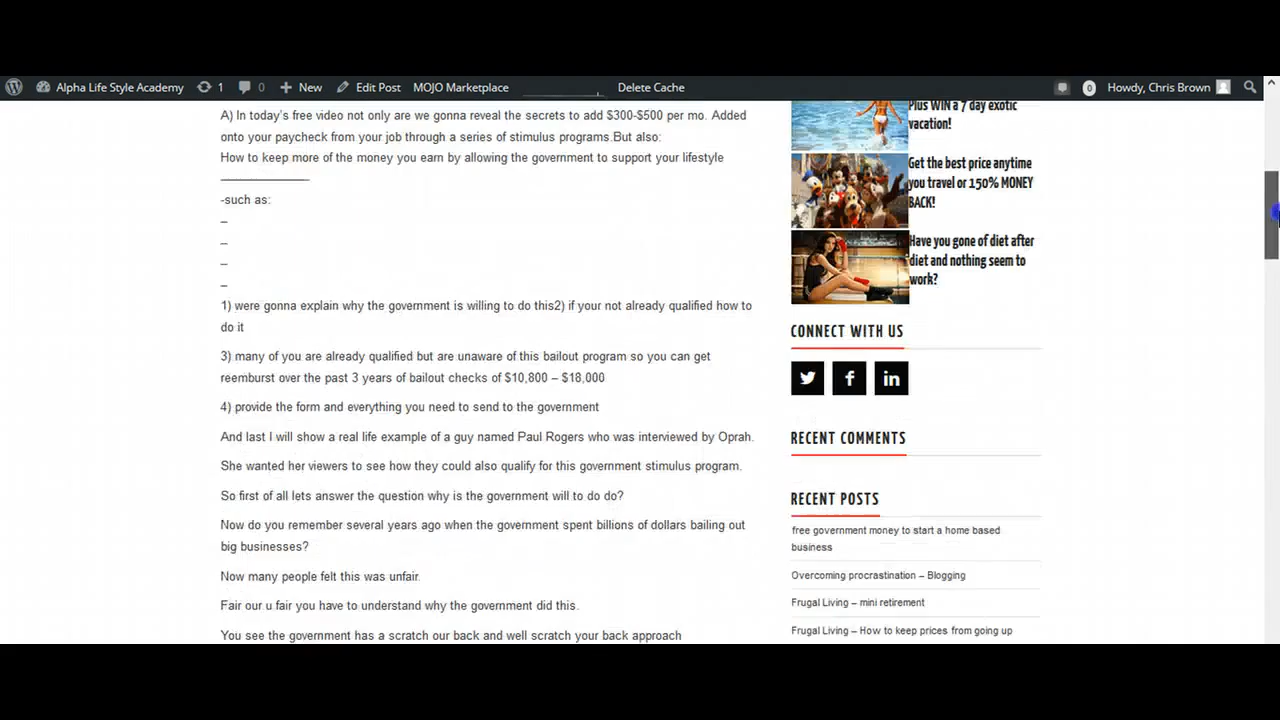 Alpha Life Style Academy 1 0 New Edit Post MOJO Marketplace Delete Cache 0 Howdy, Chris Brown
A) In today's free video not only are we gonna reveal the secrets to add $300-$500 per mo. Added
onto your paycheck from your job through a series of stimulus programs.But also:
How to keep more of the money you earn by allowing the government to support your lifestyle
-such as:
–
–
–
–
1) were gonna explain why the government is willing to do this2) if your not already qualified how to
do it
3) many of you are already qualified but are unaware of this bailout program so you can get
reemburst over the past 3 years of bailout checks of $10,800 – $18,000
4) provide the form and everything you need to send to the government
And last I will show a real life example of a guy named Paul Rogers who was interviewed by Oprah.
She wanted her viewers to see how they could also qualify for this government stimulus program.
So first of all lets answer the question why is the government will to do do?
Now do you remember several years ago when the government spent billions of dollars bailing out
big businesses?
Now many people felt this was unfair.
Fair our u fair you have to understand why the government did this.
You see the government has a scratch our back and well scratch your back approach
Plus WIN a 7 day exotic
vacation!
Get the best price anytime
you travel or 150% MONEY
BACK!
Have you gone of diet after
diet and nothing seem to
work?
CONNECT WITH US
RECENT COMMENTS
RECENT POSTS
free government money to start a home based
business
Overcoming procrastination – Blogging
Frugal Living – mini retirement
Frugal Living – How to keep prices from going up